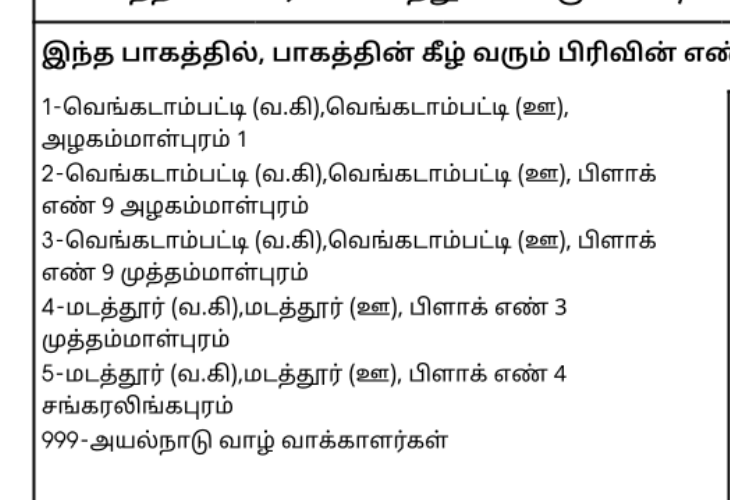 இந்த பாகத்தில், பாகத்தின் கீழ் வரும் பிரிவின் எண்
1-வெங்கடாம்பட்டி (வ.கி),வெங்கடாம்பட்டி (ஊ),
அழகம்மாள்புரம் 1
2-வெங்கடாம்பட்டி (வ.கி),வெங்கடாம்பட்டி (ஊ), பிளாக்
எண் 9 அழகம்மாள்புரம்
3-வெங்கடாம்பட்டி (வ.கி),வெங்கடாம்பட்டி (ஊ), பிளாக்
எண் 9 முத்தம்மாள்புரம்
4-மடத்தூர் (வ.கி),மடத்தூர் (ஊ), பிளாக் எண் 3
முத்தம்மாள்புரம்
5-மடத்தூர் (வ.கி),மடத்தூர் (ஊ), பிளாக் எண் 4
சங்கரலிங்கபுரம்
999-அயல்நாடு வாழ் வாக்காளர்கள்